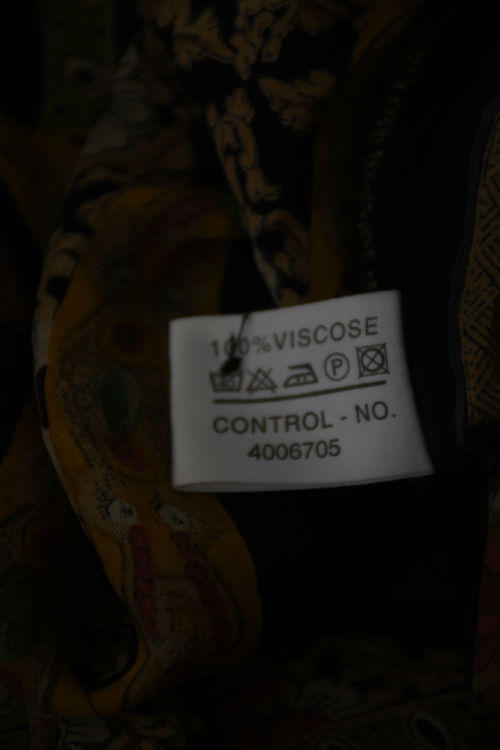 100% VISCOSE
P
CONTROL - NO.
4006705